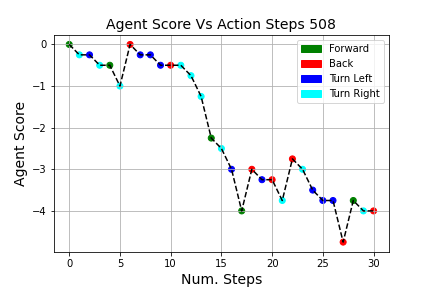 Agent Score Vs Action Steps 508
Forward
Back
Turn Left
Turn Right
0
−1
−2
−3
−4
Agent Score
0 5 10 15 20 25 30
Num. Steps